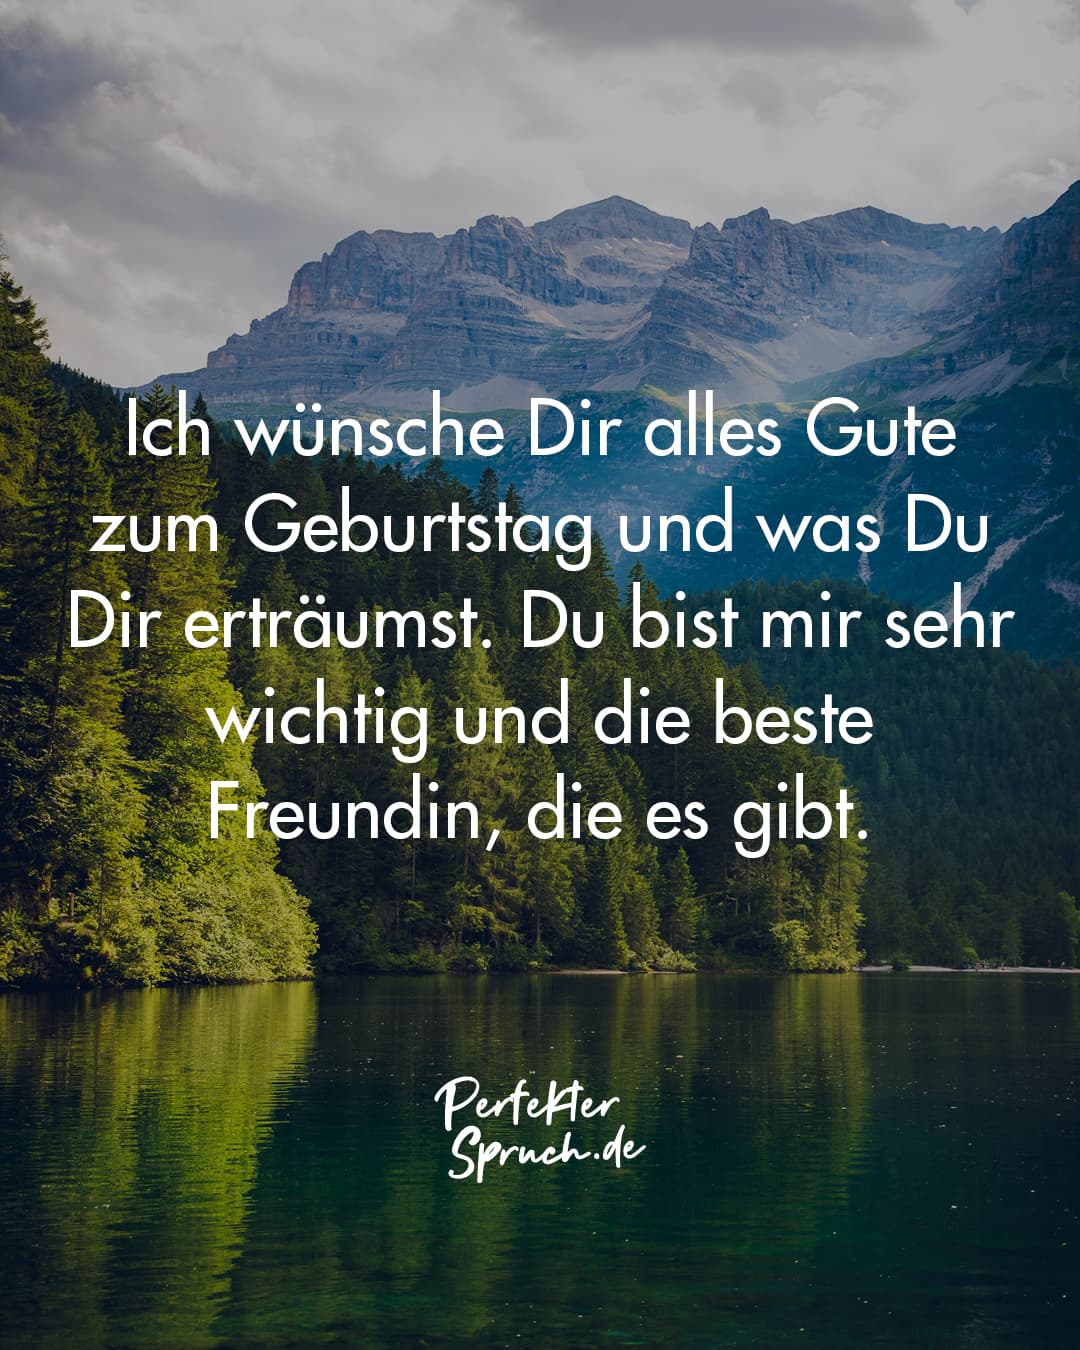 Ich wünsche Dir alles Gute
zum Geburtstag und was Du
Dir erträumst. Du bist mir sehr
wichtig und die beste
Freundin, die es gibt.
Perfekter
Spruch.de